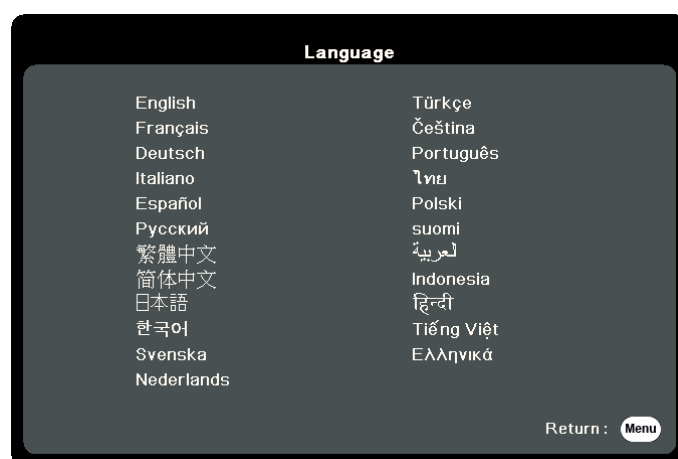 Language
English
Français
Deutsch
Italiano
Español
Русский
繁體中文
简体中文
日本語
한국어
Svenska
Nederlands
Türkçe
Čeština
Português
ไทย
Polski
suomi
العربية
Indonesia
हिन्दी
Tiếng Việt
Ελληνικά
Return: Menu